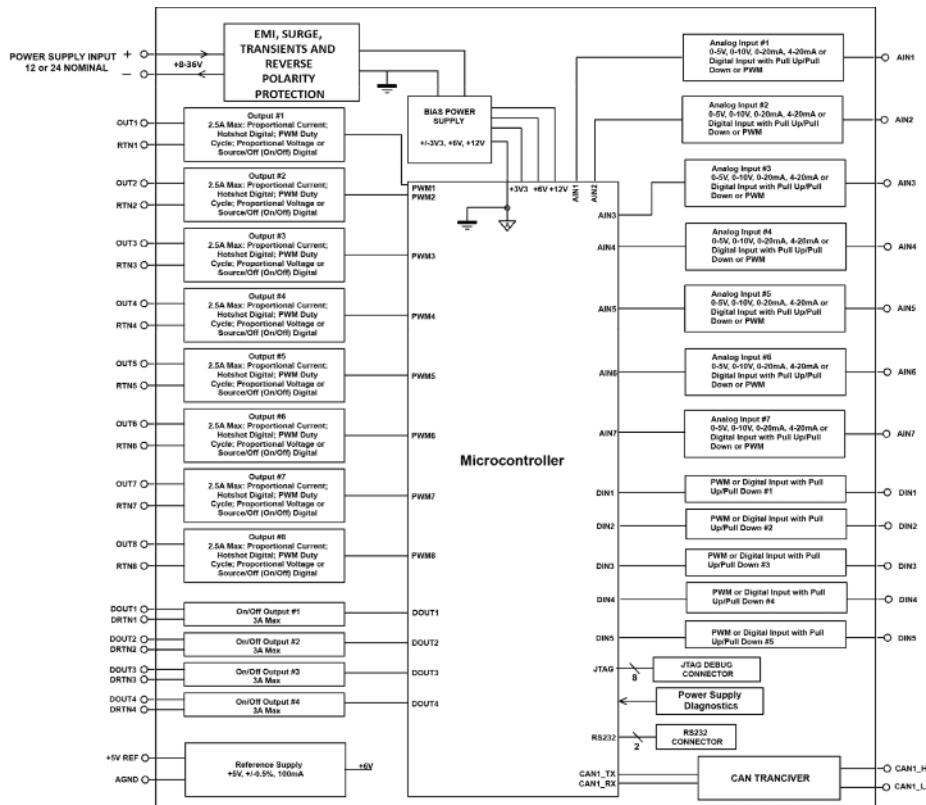 POWER SUPPLY INPUT
12 or 24 NOMINAL
+
−
+8-36V
EMI, SURGE,
TRANSIENTS AND
REVERSE
POLARITY
PROTECTION
BIAS POWER
SUPPLY
+/-3V3, +6V, +12V
OUT1
RTN1
Output #1
2.5A Max: Proportional Current;
Hotshot Digital; PWM Duty
Cycle; Proportional Voltage or
Source/Off (On/Off) Digital
OUT2
RTN2
Output #2
2.5A Max: Proportional Current;
Hotshot Digital; PWM Duty
Cycle; Proportional Voltage or
Source/Off (On/Off) Digital
OUT3
RTN3
Output #3
2.5A Max: Proportional Current;
Hotshot Digital; PWM Duty
Cycle; Proportional Voltage or
Source/Off (On/Off) Digital
OUT4
RTN4
Output #4
2.5A Max: Proportional Current;
Hotshot Digital; PWM Duty
Cycle; Proportional Voltage or
Source/Off (On/Off) Digital
OUT5
RTN5
Output #5
2.5A Max: Proportional Current;
Hotshot Digital; PWM Duty
Cycle; Proportional Voltage or
Source/Off (On/Off) Digital
OUT6
RTN6
Output #6
2.5A Max: Proportional Current;
Hotshot Digital; PWM Duty
Cycle; Proportional Voltage or
Source/Off (On/Off) Digital
OUT7
RTN7
Output #7
2.5A Max: Proportional Current;
Hotshot Digital; PWM Duty
Cycle; Proportional Voltage or
Source/Off (On/Off) Digital
OUT8
RTN8
Output #8
2.5A Max: Proportional Current;
Hotshot Digital; PWM Duty
Cycle; Proportional Voltage or
Source/Off (On/Off) Digital
DOUT1
DRTN1
On/Off Output #1
3A Max
DOUT2
DRTN2
On/Off Output #2
3A Max
DOUT3
DRTN3
On/Off Output #3
3A Max
DOUT4
DRTN4
On/Off Output #4
3A Max
+5V REF
AGND
Reference Supply
+5V, +/-0.5%, 100mA
+6V
PWM1
PWM2
PWM3
PWM4
PWM5
PWM6
PWM7
PWM8
DOUT1
DOUT2
DOUT3
DOUT4
+3V3
+6V
+12V
AIN1
AIN2
A
Microcontroller
AIN3
AIN4
AIN5
AIN6
AIN7
DIN1
DIN2
DIN3
DIN4
DIN5
JTAG
8
RS232
2
CAN1_TX
CAN1_RX
Analog Input #1
0-5V, 0-10V, 0-20mA, 4-20mA or
Digital Input with Pull Up/Pull
Down or PWM
AIN1
Analog Input #2
0-5V, 0-10V, 0-20mA, 4-20mA or
Digital Input with Pull Up/Pull
Down or PWM
AIN2
Analog Input #3
0-5V, 0-10V, 0-20mA, 4-20mA or
Digital Input with Pull Up/Pull
Down or PWM
AIN3
Analog Input #4
0-5V, 0-10V, 0-20mA, 4-20mA or
Digital Input with Pull Up/Pull
Down or PWM
AIN4
Analog Input #5
0-5V, 0-10V, 0-20mA, 4-20mA or
Digital Input with Pull Up/Pull
Down or PWM
AIN5
Analog Input #6
0-5V, 0-10V, 0-20mA, 4-20mA or
Digital Input with Pull Up/Pull
Down or PWM
AIN6
Analog Input #7
0-5V, 0-10V, 0-20mA, 4-20mA or
Digital Input with Pull Up/Pull
Down or PWM
AIN7
PWM or Digital Input with Pull
Up/Pull Down #1
DIN1
PWM or Digital Input with Pull
Up/Pull Down #2
DIN2
PWM or Digital Input with Pull
Up/Pull Down #3
DIN3
PWM or Digital Input with Pull
Up/Pull Down #4
DIN4
PWM or Digital Input with Pull
Up/Pull Down #5
DIN5
JTAG DEBUG
CONNECTOR
Power Supply
Diagnostics
RS232
CONNECTOR
CAN TRANCIVER
CAN1_H
CAN1_L